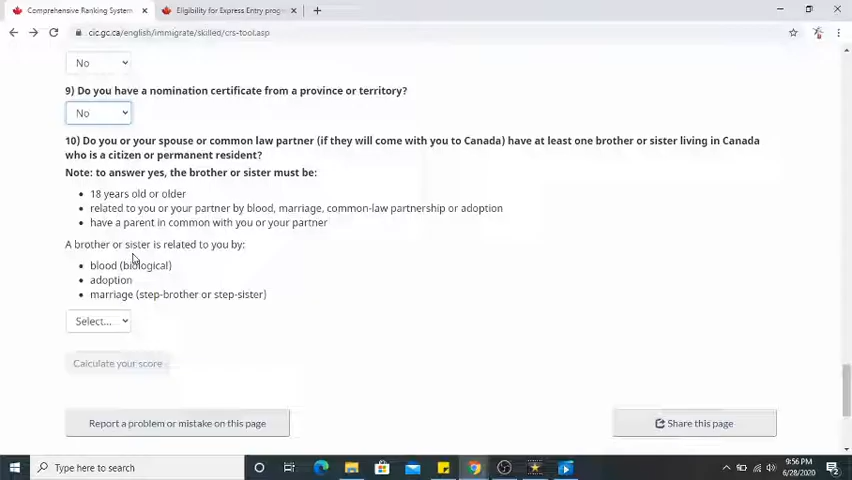 Comprehensive Ranking System
Eligibility for Express Entry prog
cic.gc.ca/english/immigrate/skilled/crs-tool.asp
No
9) Do you have a nomination certificate from a province or territory?
No
10) Do you or your spouse or common law partner (if they will come with you to Canada) have at least one brother or sister living in Canada
who is a citizen or permanent resident?
Note: to answer yes, the brother or sister must be:
18 years old or older
related to you or your partner by blood, marriage, common-law partnership or adoption
have a parent in common with you or your partner
A brother or sister is related to you by:
blood (biological)
adoption
marriage (step-brother or step-sister)
Select...
Calculate your score
Report a problem or mistake on this page
Share this page
Type here to search
9:56 PM
6/28/2020
2